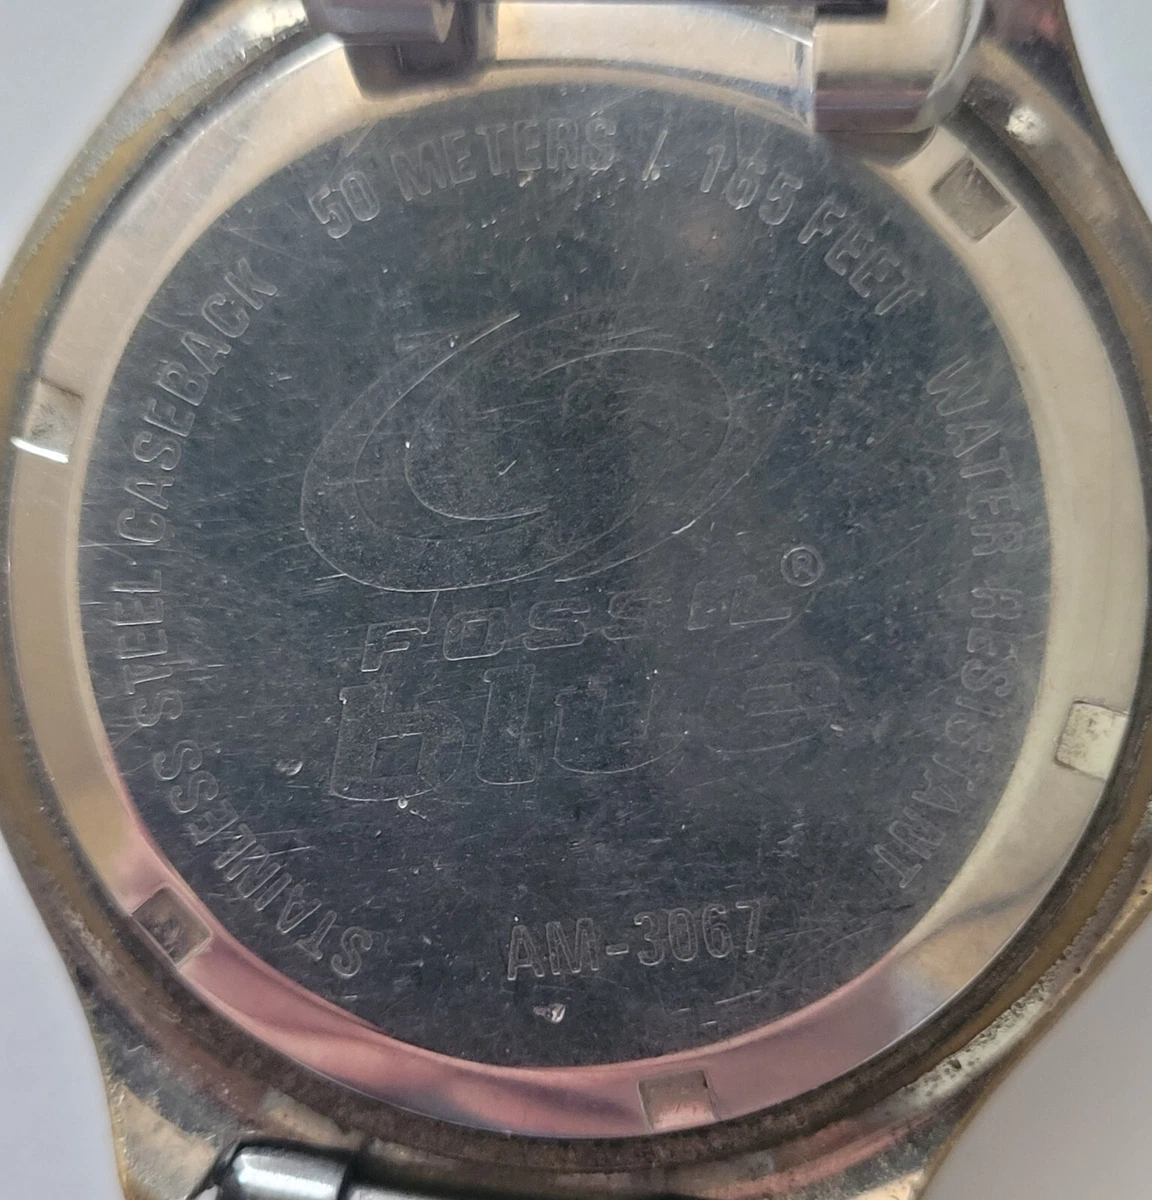 STAINLESS STEEL CASEBACK
50 METERS / 165 FEET
WATER RESISTANT
FOSSIL®
blue
AM-3067